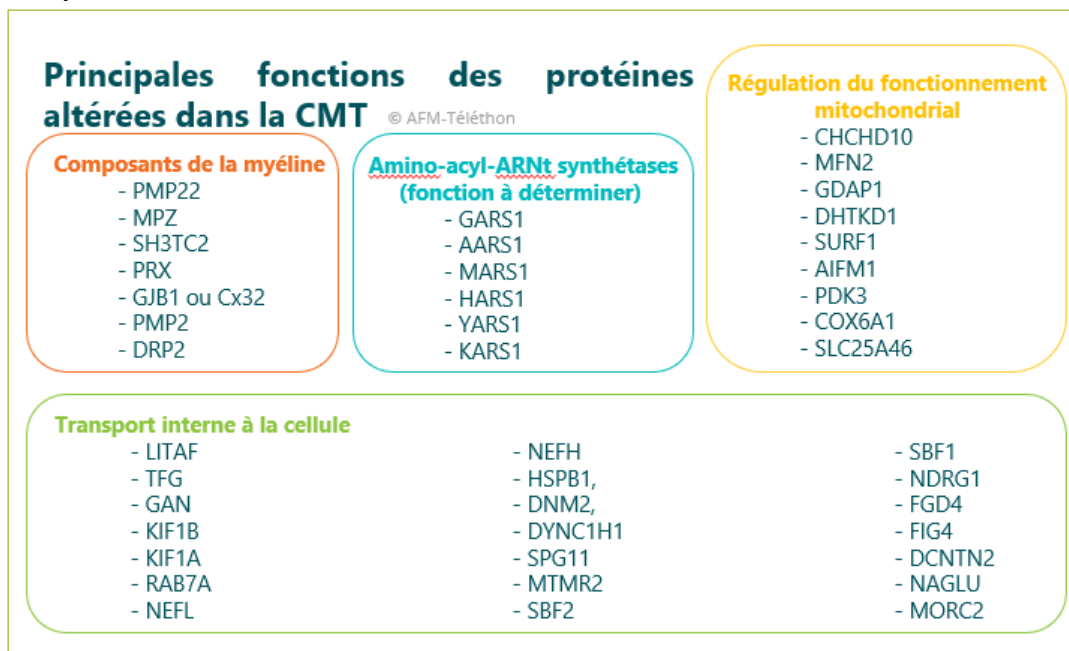 Principales fonctions des protéines
altérées dans la CMT © AFM-Téléthon
Composants de la myéline
- PMP22
- MPZ
- SH3TC2
- PRX
- GJB1 ou Cx32
- PMP2
- DRP2
Amino-acyl-ARNt synthétases
(fonction à déterminer)
- GARS1
- AARS1
- MARS1
- HARS1
- YARS1
- KARS1
Régulation du fonctionnement
mitochondrial
- CHCHD10
- MFN2
- GDAP1
- DHTKD1
- SURF1
- AIFM1
- PDK3
- COX6A1
- SLC25A46
Transport interne à la cellule
- LITAF
- TFG
- GAN
- KIF1B
- KIF1A
- RAB7A
- NEFL
- NEFH
- HSPB1,
- DNM2,
- DYNC1H1
- SPG11
- MTMR2
- SBF2
- SBF1
- NDRG1
- FGD4
- FIG4
- DCNTN2
- NAGLU
- MORC2